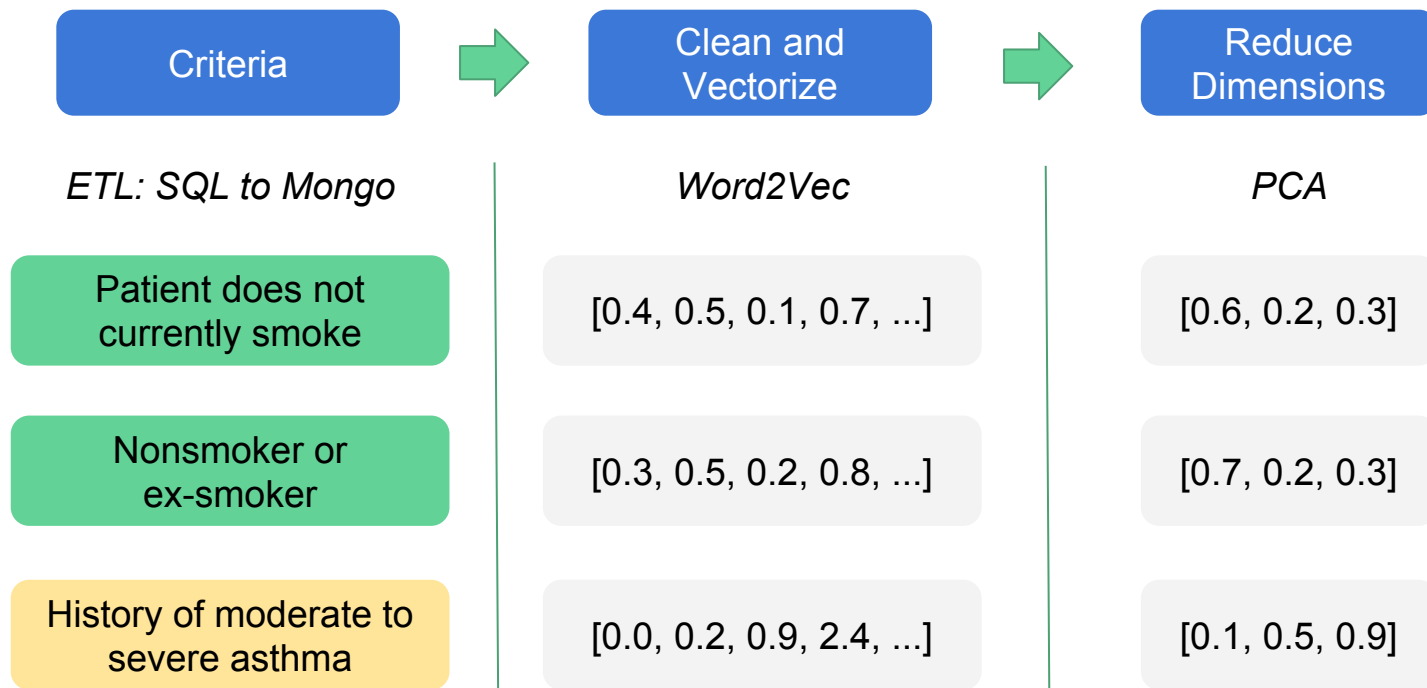 Criteria
Clean and
Vectorize
Reduce
Dimensions
ETL: SQL to Mongo
Word2Vec
PCA
Patient does not
currently smoke
[0.4, 0.5, 0.1, 0.7, ...]
[0.6, 0.2, 0.3]
Nonsmoker or
ex-smoker
[0.3, 0.5, 0.2, 0.8, ...]
[0.7, 0.2, 0.3]
History of moderate to
severe asthma
[0.0, 0.2, 0.9, 2.4, ...]
[0.1, 0.5, 0.9]